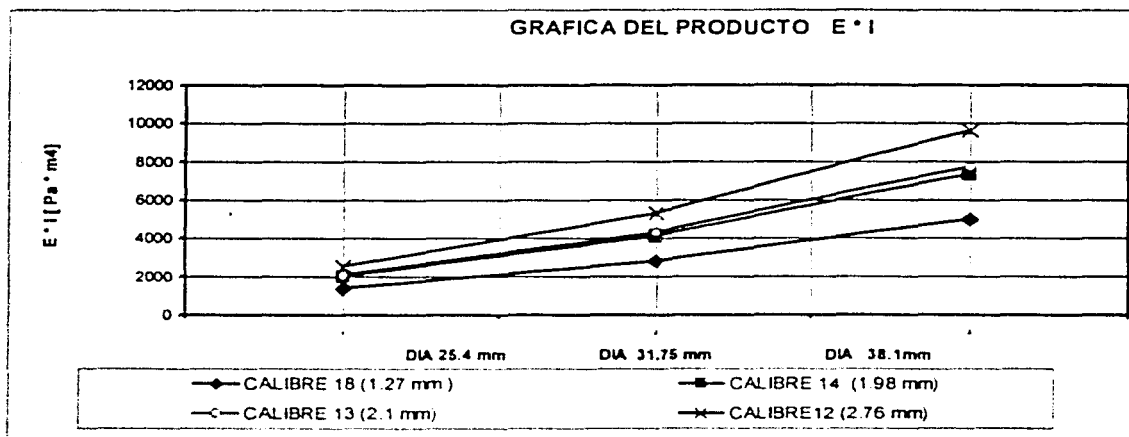 GRAFICA DEL PRODUCTO E * I
12000
10000
8000
6000
4000
2000
0
E * I [ Pa * m4 ]
DIA 25.4 mm DIA 31.75 mm DIA 38.1mm
CALIBRE 18 (1.27 mm ) CALIBRE 14 (1.98 mm)
CALIBRE 13 (2.1 mm) CALIBRE12 (2.76 mm)